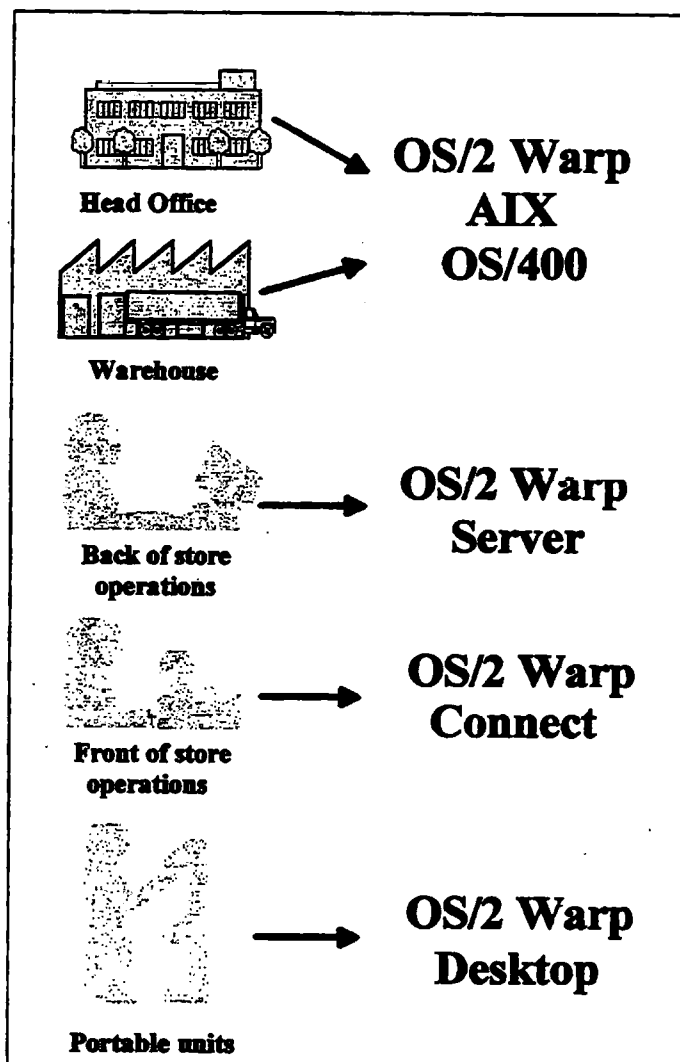 Head Office
OS/2 Warp
AIX
OS/400
Warehouse
Back of store
operations
OS/2 Warp
Server
Front of store
operations
OS/2 Warp
Connect
Portable units
OS/2 Warp
Desktop